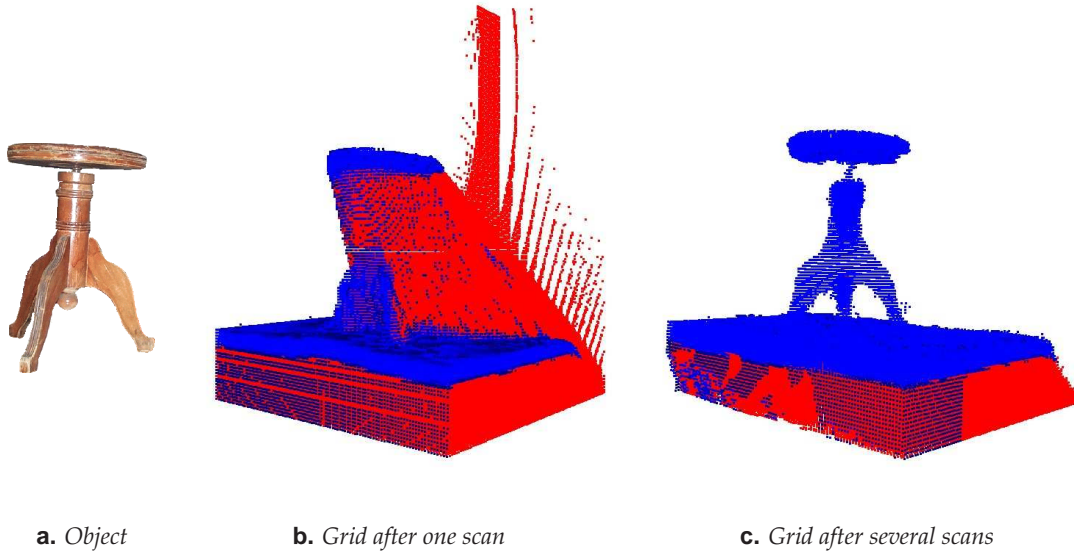 a. Object
b. Grid after one scan
c. Grid after several scans